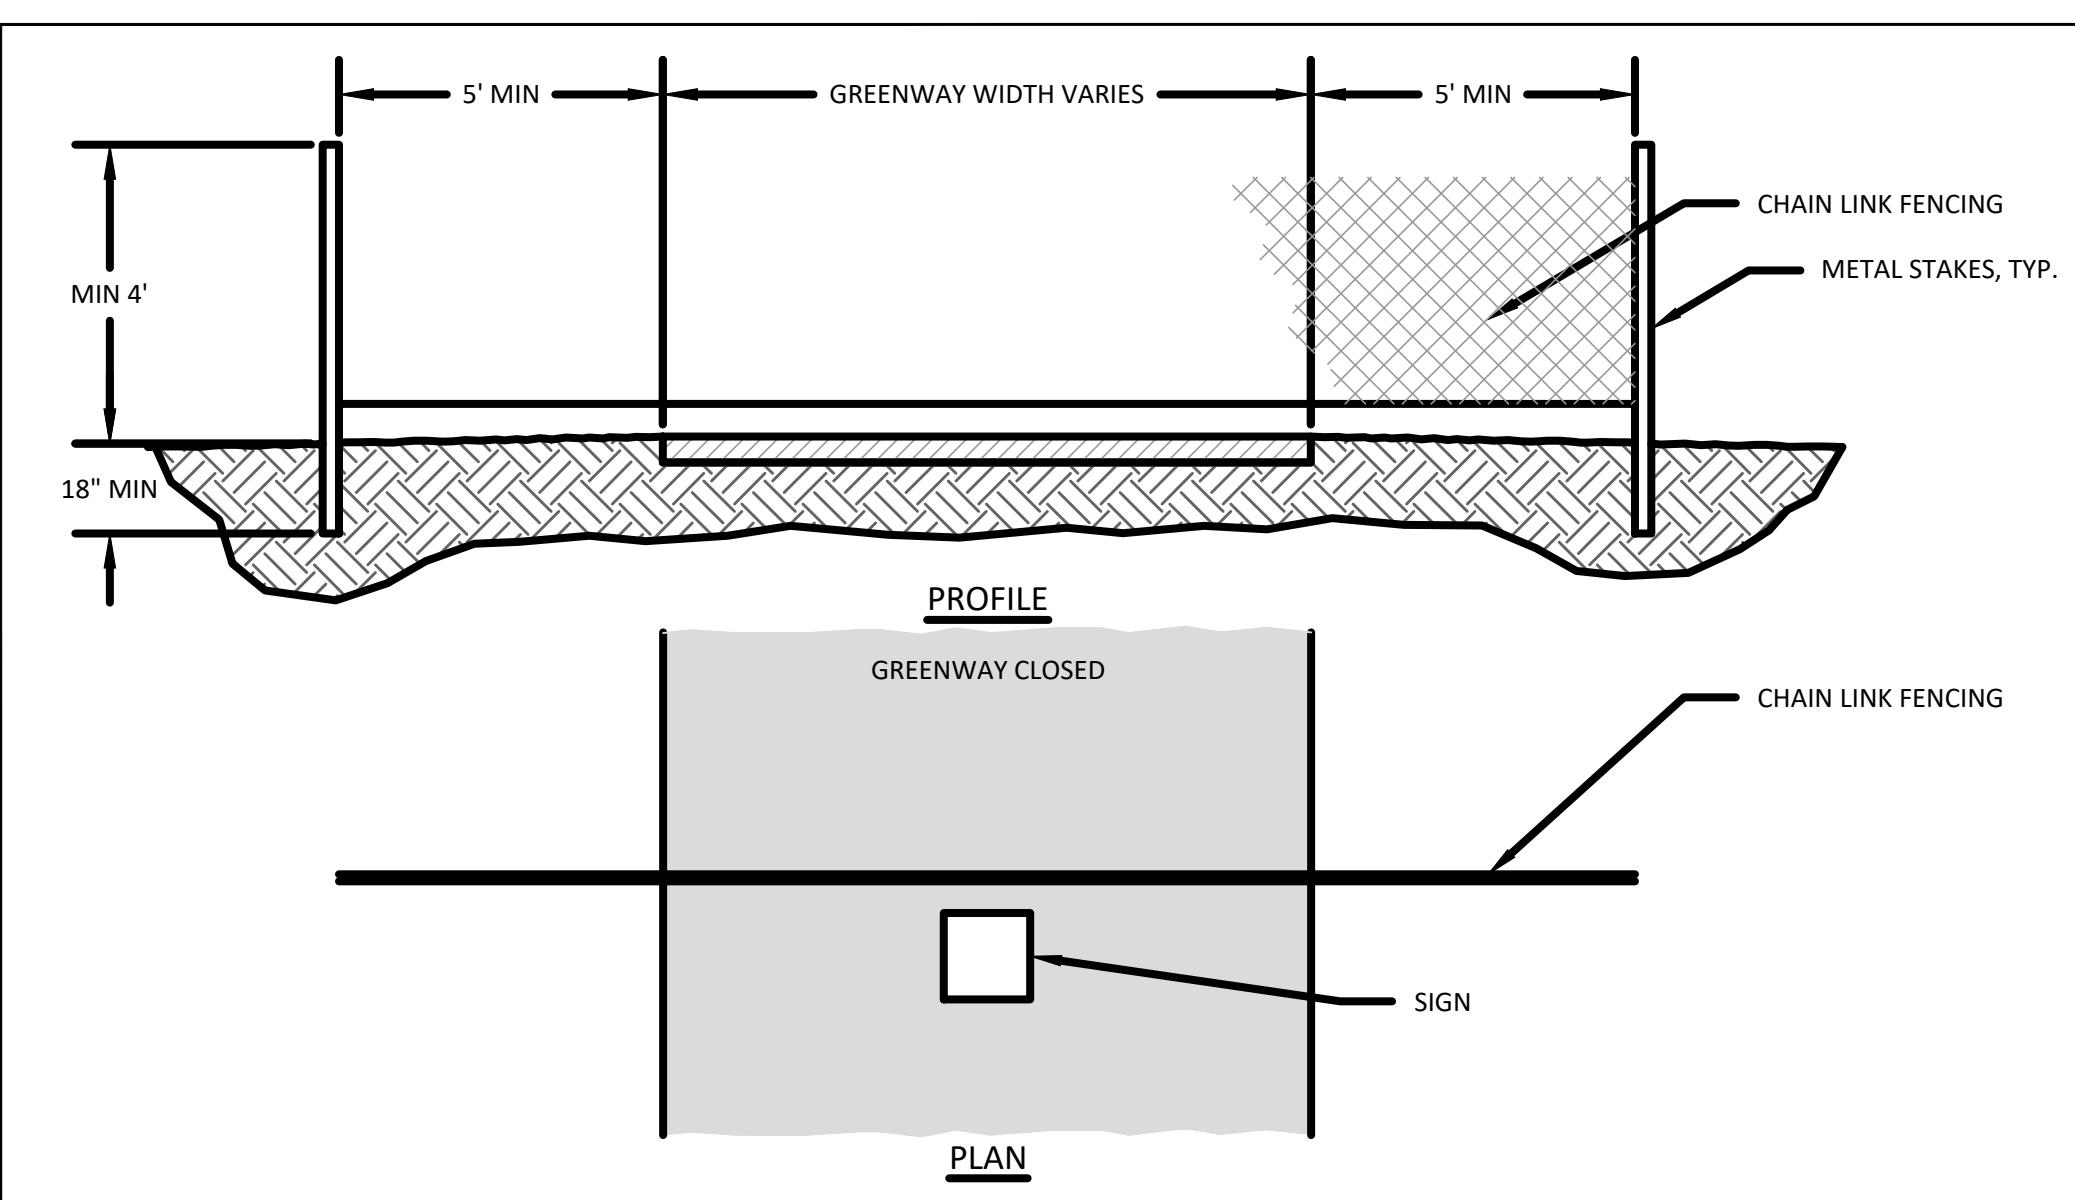 5' MIN
GREENWAY WIDTH VARIES
5' MIN
CHAIN LINK FENCING
METAL STAKES, TYP.
MIN 4'
18" MIN
PROFILE
GREENWAY CLOSED
CHAIN LINK FENCING
SIGN
PLAN